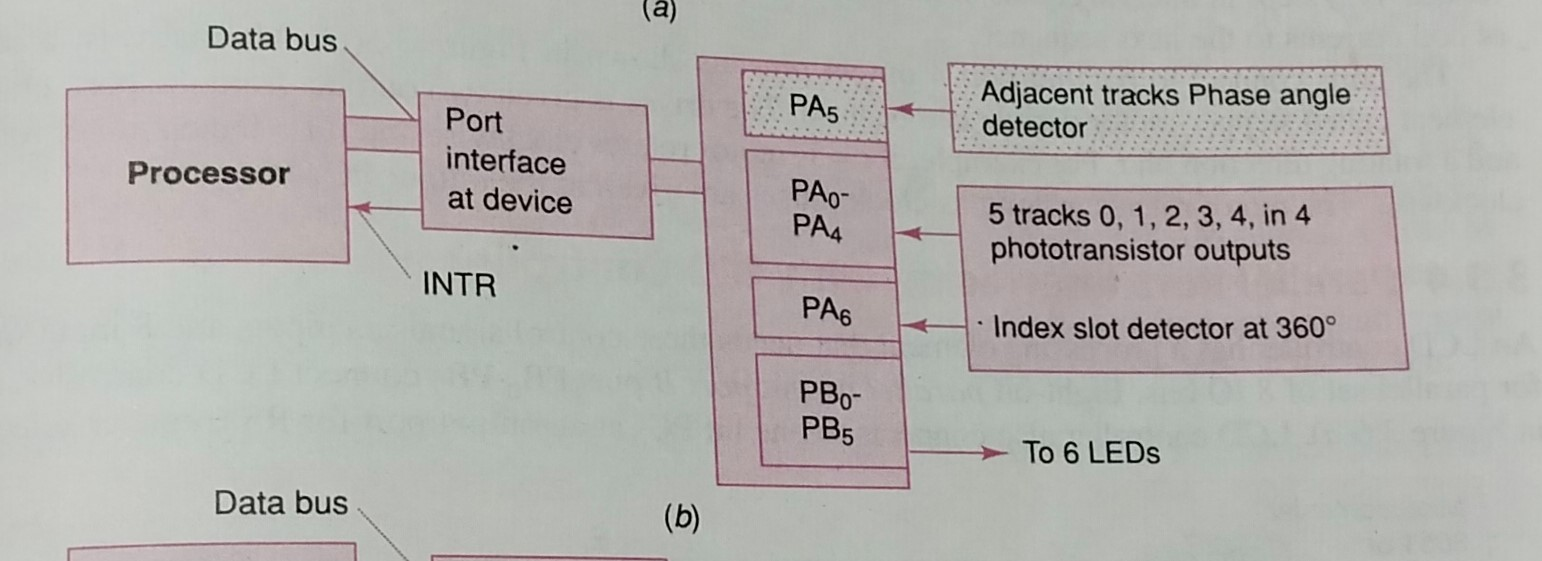 (a)
Data bus
Processor
Port
interface
at device
INTR
PA5
PA0-
PA4
PA6
PB0-
PB5
Adjacent tracks Phase angle
detector
5 tracks 0, 1, 2, 3, 4, in 4
phototransistor outputs
Index slot detector at 360°
To 6 LEDs
(b)
Data bus